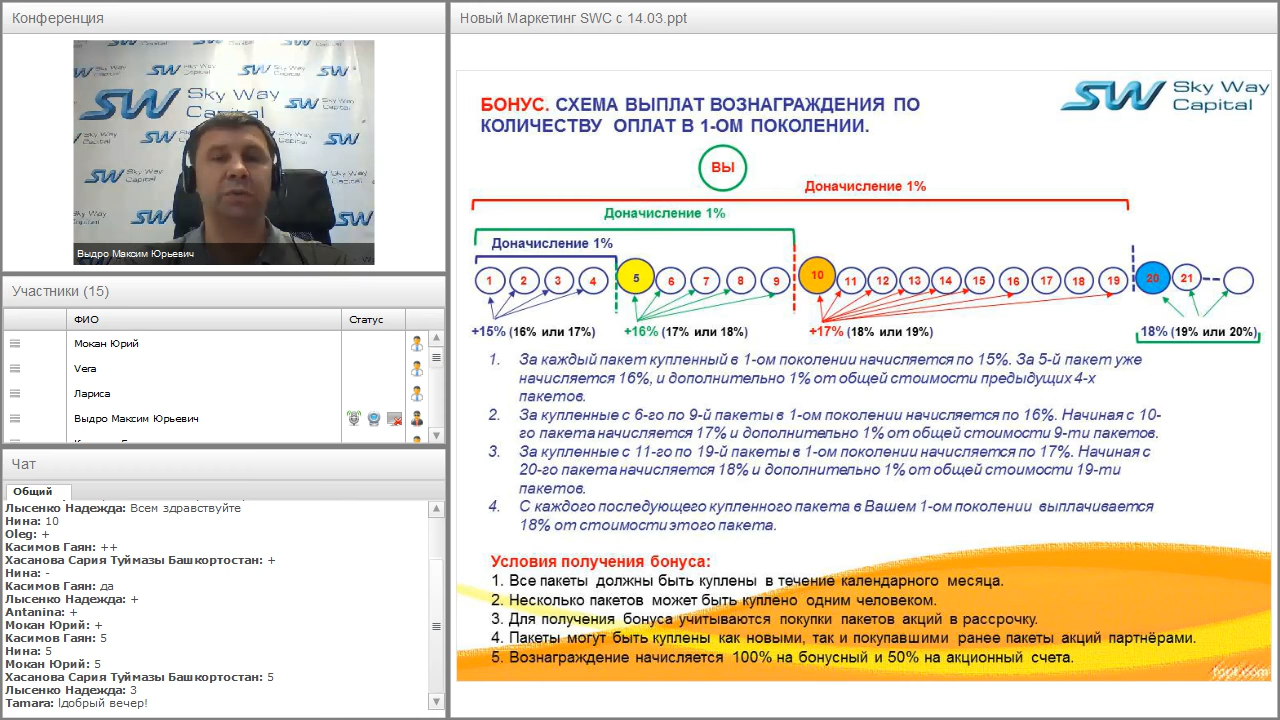 Конференция
Sky Way
Capital
Выдро Максим Юрьевич
Участники (15)
ФИО
Статус
Мокан Юрий
Vera
Лариса
Выдро Максим Юрьевич
Чат
Общий
Лысенко Надежда: Всем здравствуйте
Нина: 10
Oleg: +
Касимов Гаян: ++
Хасанова Сария Туймазы Башкортостан: +
Нина: -
Касимов Гаян: да
Лысенко Надежда: +
Antanina: +
Мокан Юрий: +
Касимов Гаян: 5
Нина: 5
Мокан Юрий: 5
Хасанова Сария Туймазы Башкортостан: 5
Лысенко Надежда: 3
Tamara: !добрый вечер!
Новый Маркетинг SWC с 14.03.ppt
SW Sky Way
Capital
БОНУС. СХЕМА ВЫПЛАТ ВОЗНАГРАЖДЕНИЯ ПО
КОЛИЧЕСТВУ ОПЛАТ В 1-ОМ ПОКОЛЕНИИ.
ВЫ
Доначисление 1%
Доначисление 1%
Доначисление 1%
1 2 3 4 5 6 7 8 9 10 11 12 13 14 15 16 17 18 19 20 21
+15% (16% или 17%) +16% (17% или 18%) +17% (18% или 19%) 18% (19% или 20%)
1. За каждый пакет купленный в 1-ом поколении начисляется по 15%. За 5-й пакет уже
начисляется 16%, и дополнительно 1% от общей стоимости предыдущих 4-х
пакетов.
2. За купленные с 6-го по 9-й пакеты в 1-ом поколении начисляется по 16%. Начиная с 10-
го пакета начисляется 17% и дополнительно 1% от общей стоимости 9-ти пакетов.
3. За купленные с 11-го по 19-й пакеты в 1-ом поколении начисляется по 17%. Начиная с
20-го пакета начисляется 18% и дополнительно 1% от общей стоимости 19-ти
пакетов.
4. С каждого последующего купленного пакета в Вашем 1-ом поколении выплачивается
18% от стоимости этого пакета.
Условия получения бонуса:
1. Все пакеты должны быть куплены в течение календарного месяца.
2. Несколько пакетов может быть куплено одним человеком.
3. Для получения бонуса учитываются покупки пакетов акций в рассрочку.
4. Пакеты могут быть куплены как новыми, так и покупавшими ранее пакеты акций партнёрами.
5. Вознаграждение начисляется 100% на бонусный и 50% на акционный счета.